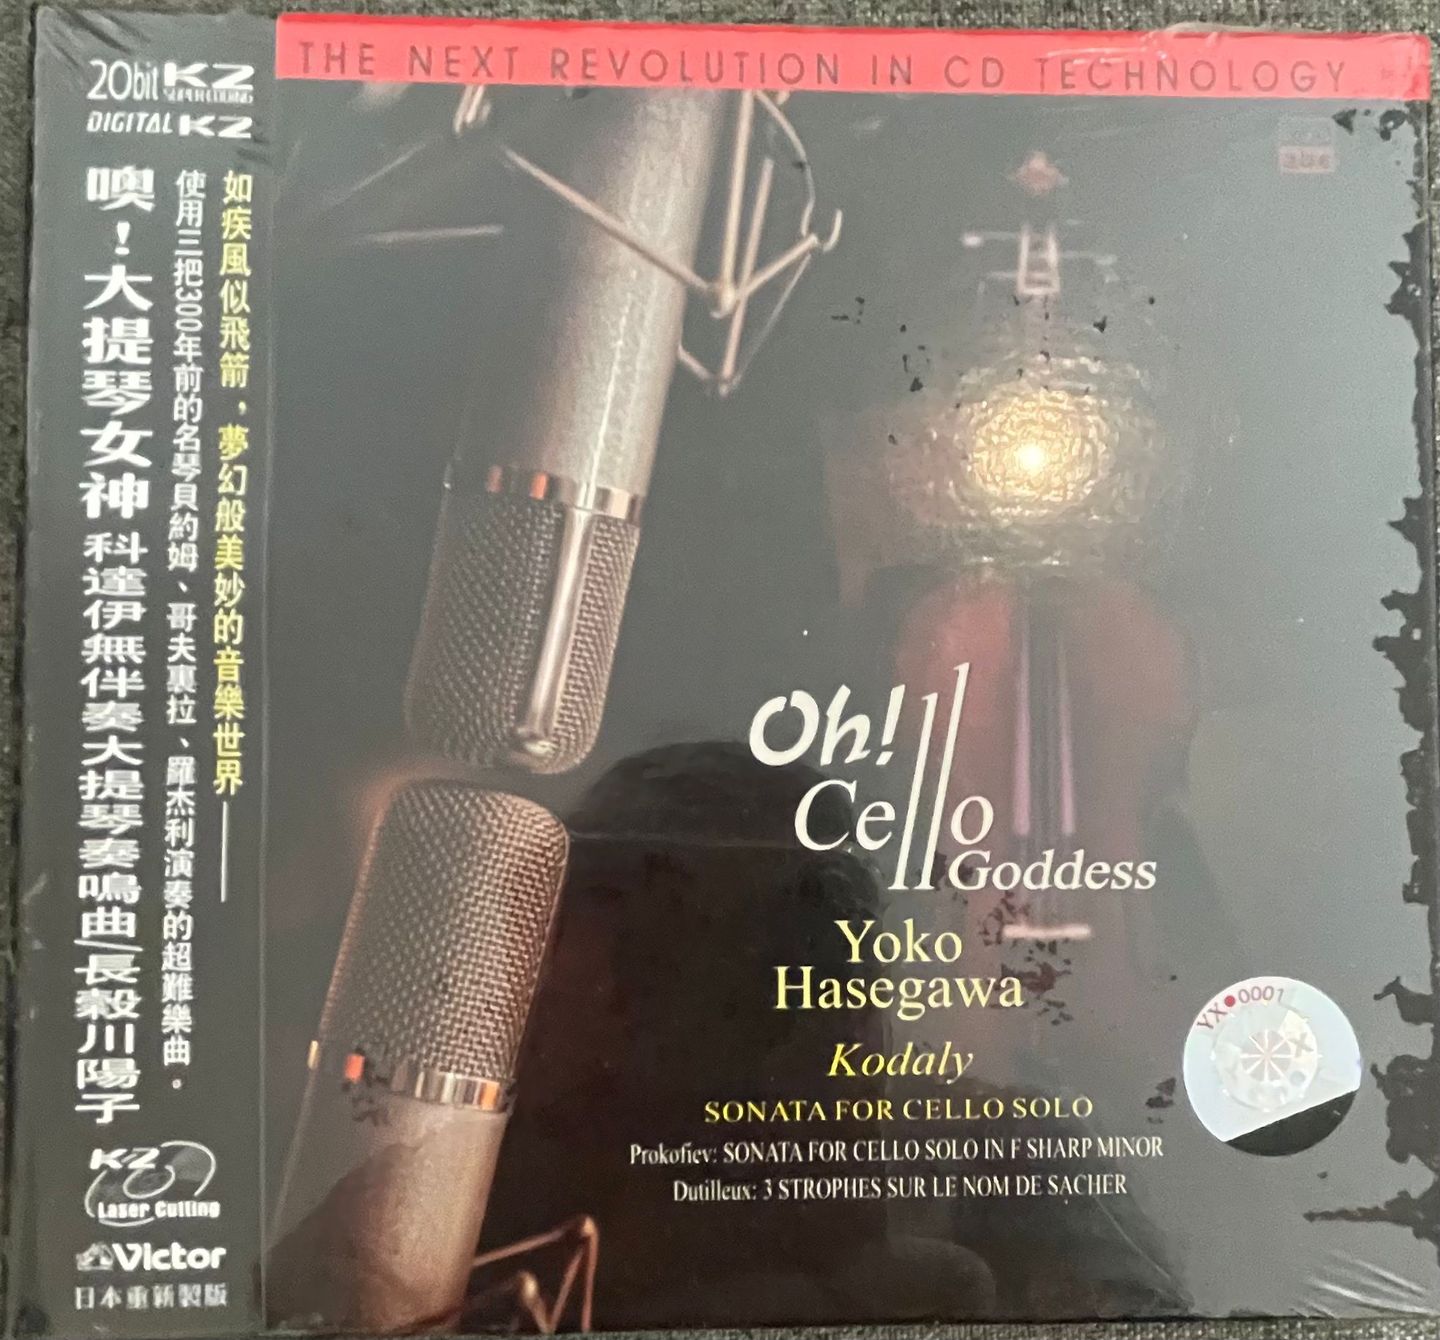 THE NEXT REVOLUTION IN CD TECHNOLOGY
20bit K2
SUPER CODING
DIGITAL K2
如疾風似飛箭，夢幻般美妙的音樂世界——
使用三把300年前的名琴貝約姆、哥夫裏拉、羅杰利演奏的超難樂曲。
噢！大提琴女神 科達伊無伴奏大提琴奏鳴曲/長穀川陽子
K2
Laser Cutting
Victor
日本重新製版
Oh!
Cello
Goddess
Yoko
Hasegawa
Kodaly
SONATA FOR CELLO SOLO
Prokofiev: SONATA FOR CELLO SOLO IN F SHARP MINOR
Dutilleux: 3 STROPHES SUR LE NOM DE SACHER
YX●0001